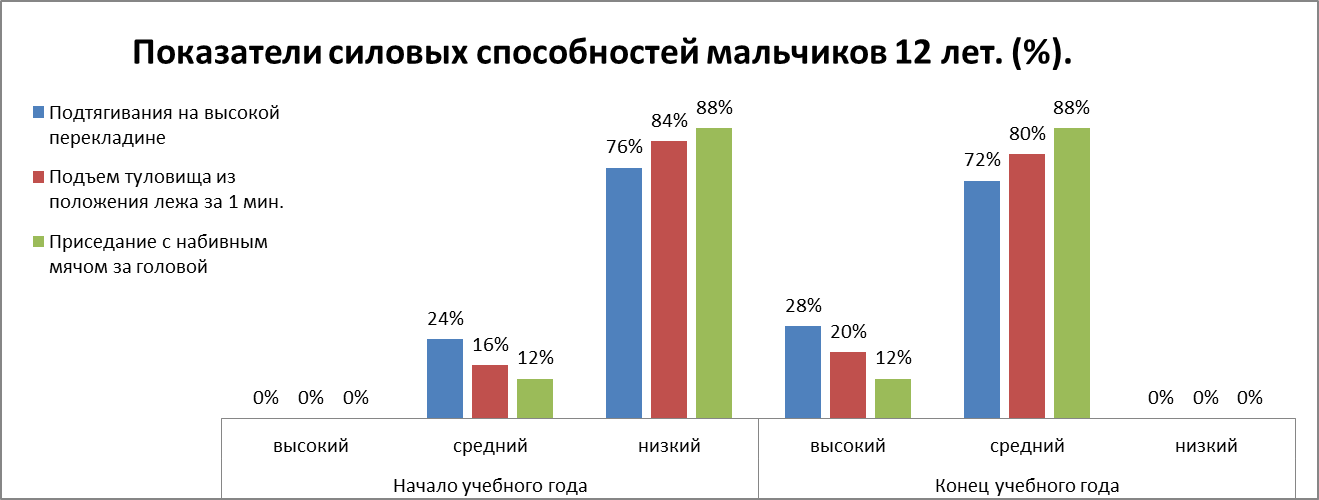 Показатели силовых способностей мальчиков 12 лет. (%).
Подтягивания на высокой
перекладине
Подъем туловища из
положения лежа за 1 мин.
Приседание с набивным
мячом за головой
0% 0% 0%
24% 16% 12%
76% 84% 88%
28% 20% 12%
72% 80% 88%
0% 0% 0%
высокий средний низкий высокий средний низкий
Начало учебного года Конец учебного года